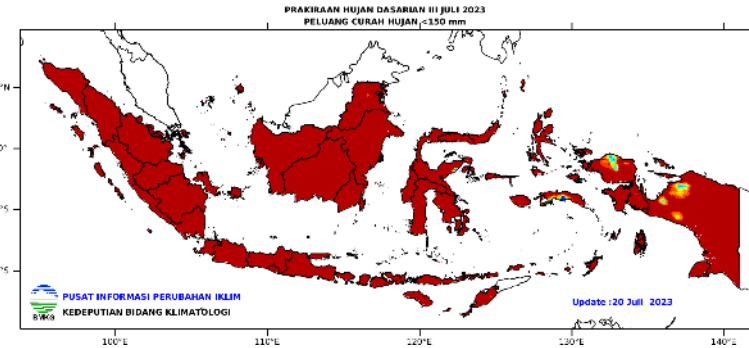 PRAKIRAAN HUJAN DASARIAN III JULI 2023
PELUANG CURAH HUJAN <150 mm
°N
0°
°S
°S
PUSAT INFORMASI PERUBAHAN IKLIM
KEDEPUTIAN BIDANG KLIMATOLOGI
BMKG
Update :20 Juli 2023
100°E 110°E 120°E 130°E 140°E